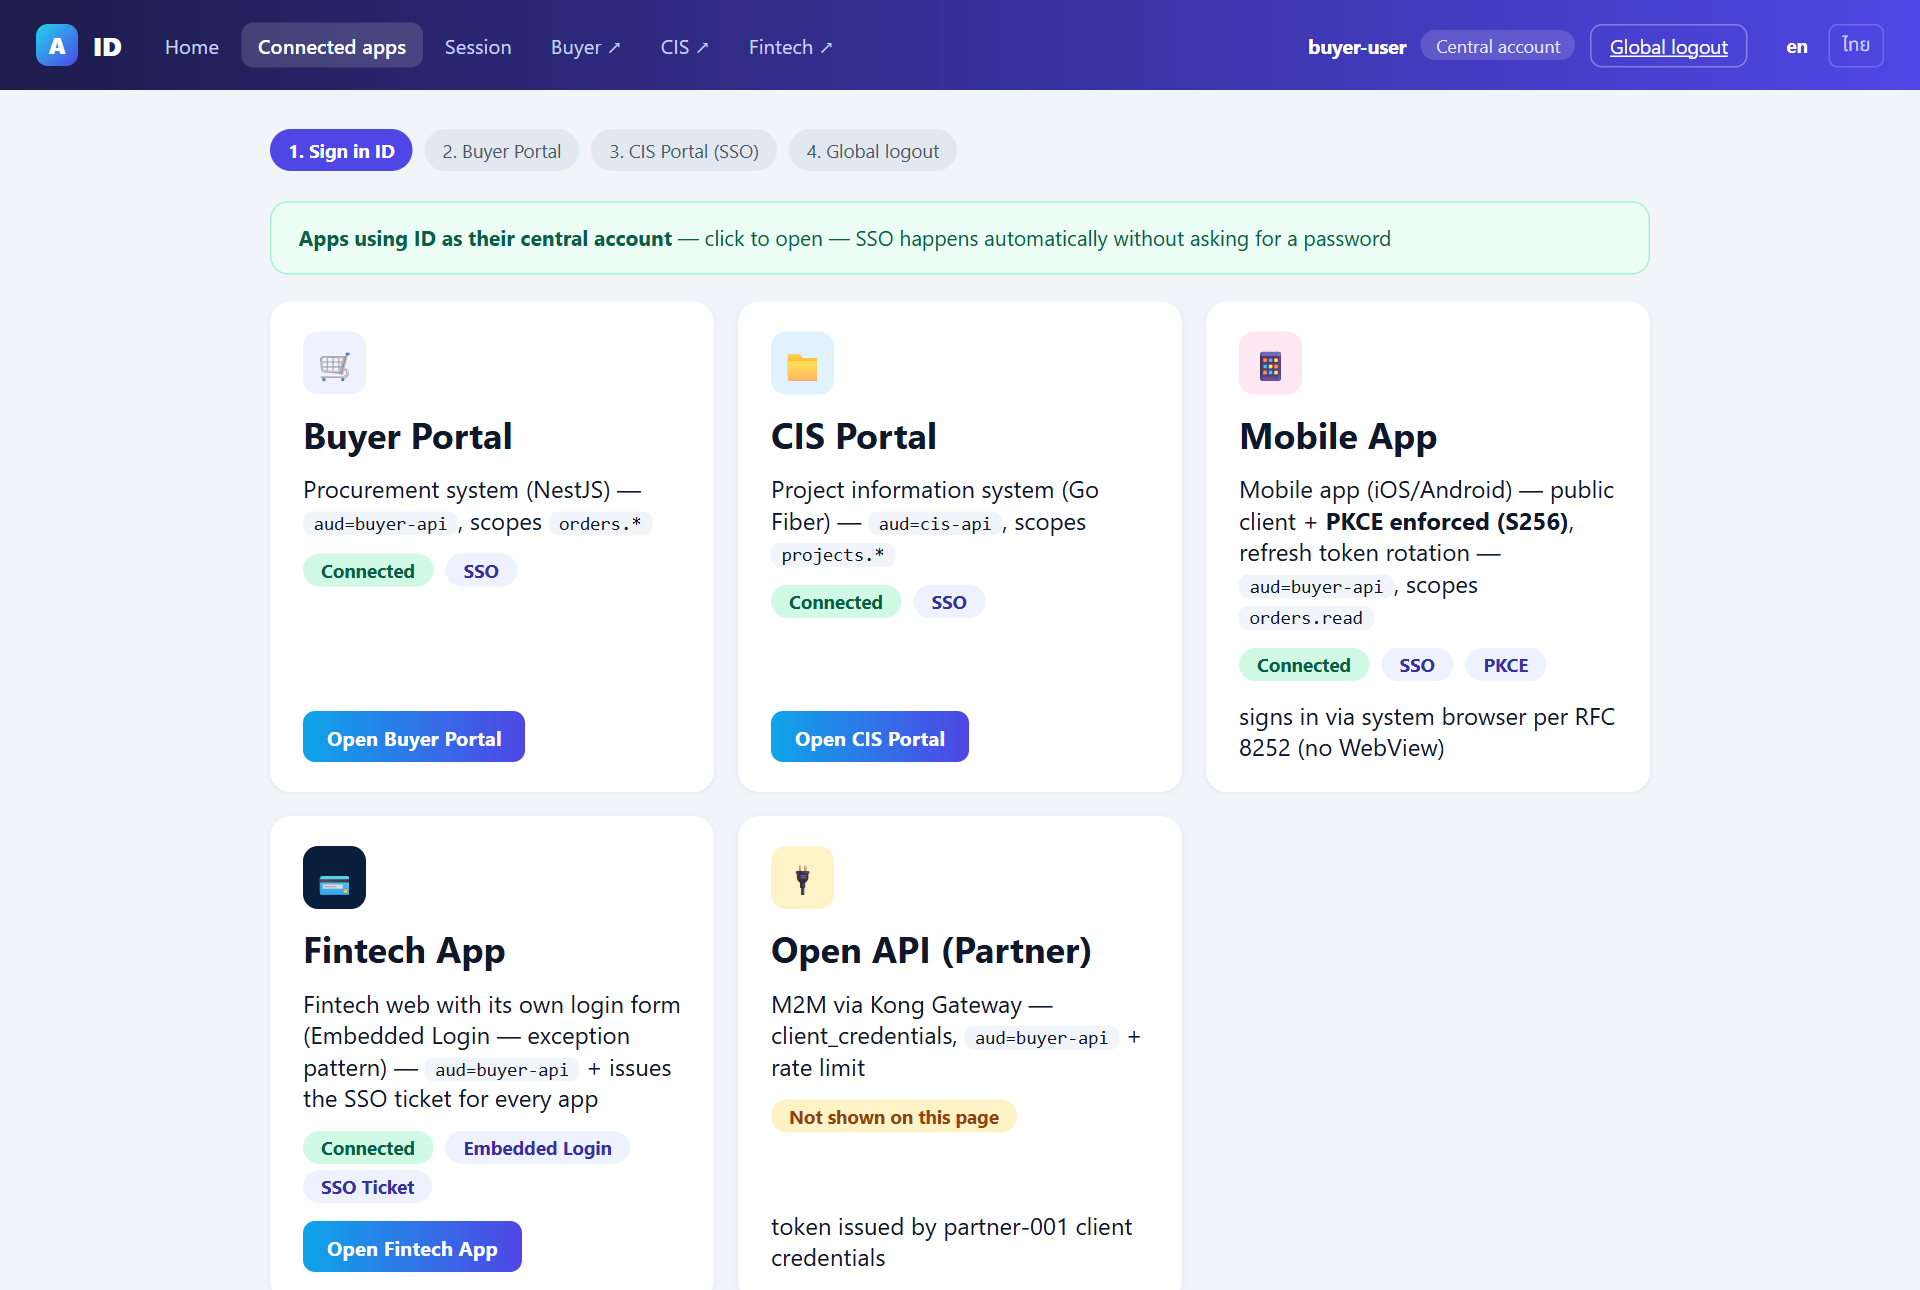 A ID Home Connected apps Session Buyer ↗ CIS ↗ Fintech ↗ buyer-user Central account Global logout en ไทย
1. Sign in ID 2. Buyer Portal 3. CIS Portal (SSO) 4. Global logout
Apps using ID as their central account — click to open — SSO happens automatically without asking for a password
Buyer Portal
Procurement system (NestJS) —
aud=buyer-api, scopes orders.*
Connected SSO
Open Buyer Portal
CIS Portal
Project information system (Go
Fiber) — aud=cis-api, scopes
projects.*
Connected SSO
Open CIS Portal
Mobile App
Mobile app (iOS/Android) — public
client + PKCE enforced (S256),
refresh token rotation —
aud=buyer-api, scopes
orders.read
Connected SSO PKCE
signs in via system browser per RFC
8252 (no WebView)
Fintech App
Fintech web with its own login form
(Embedded Login — exception
pattern) — aud=buyer-api + issues
the SSO ticket for every app
Connected Embedded Login
SSO Ticket
Open Fintech App
Open API (Partner)
M2M via Kong Gateway —
client_credentials, aud=buyer-api +
rate limit
Not shown on this page
token issued by partner-001 client
credentials